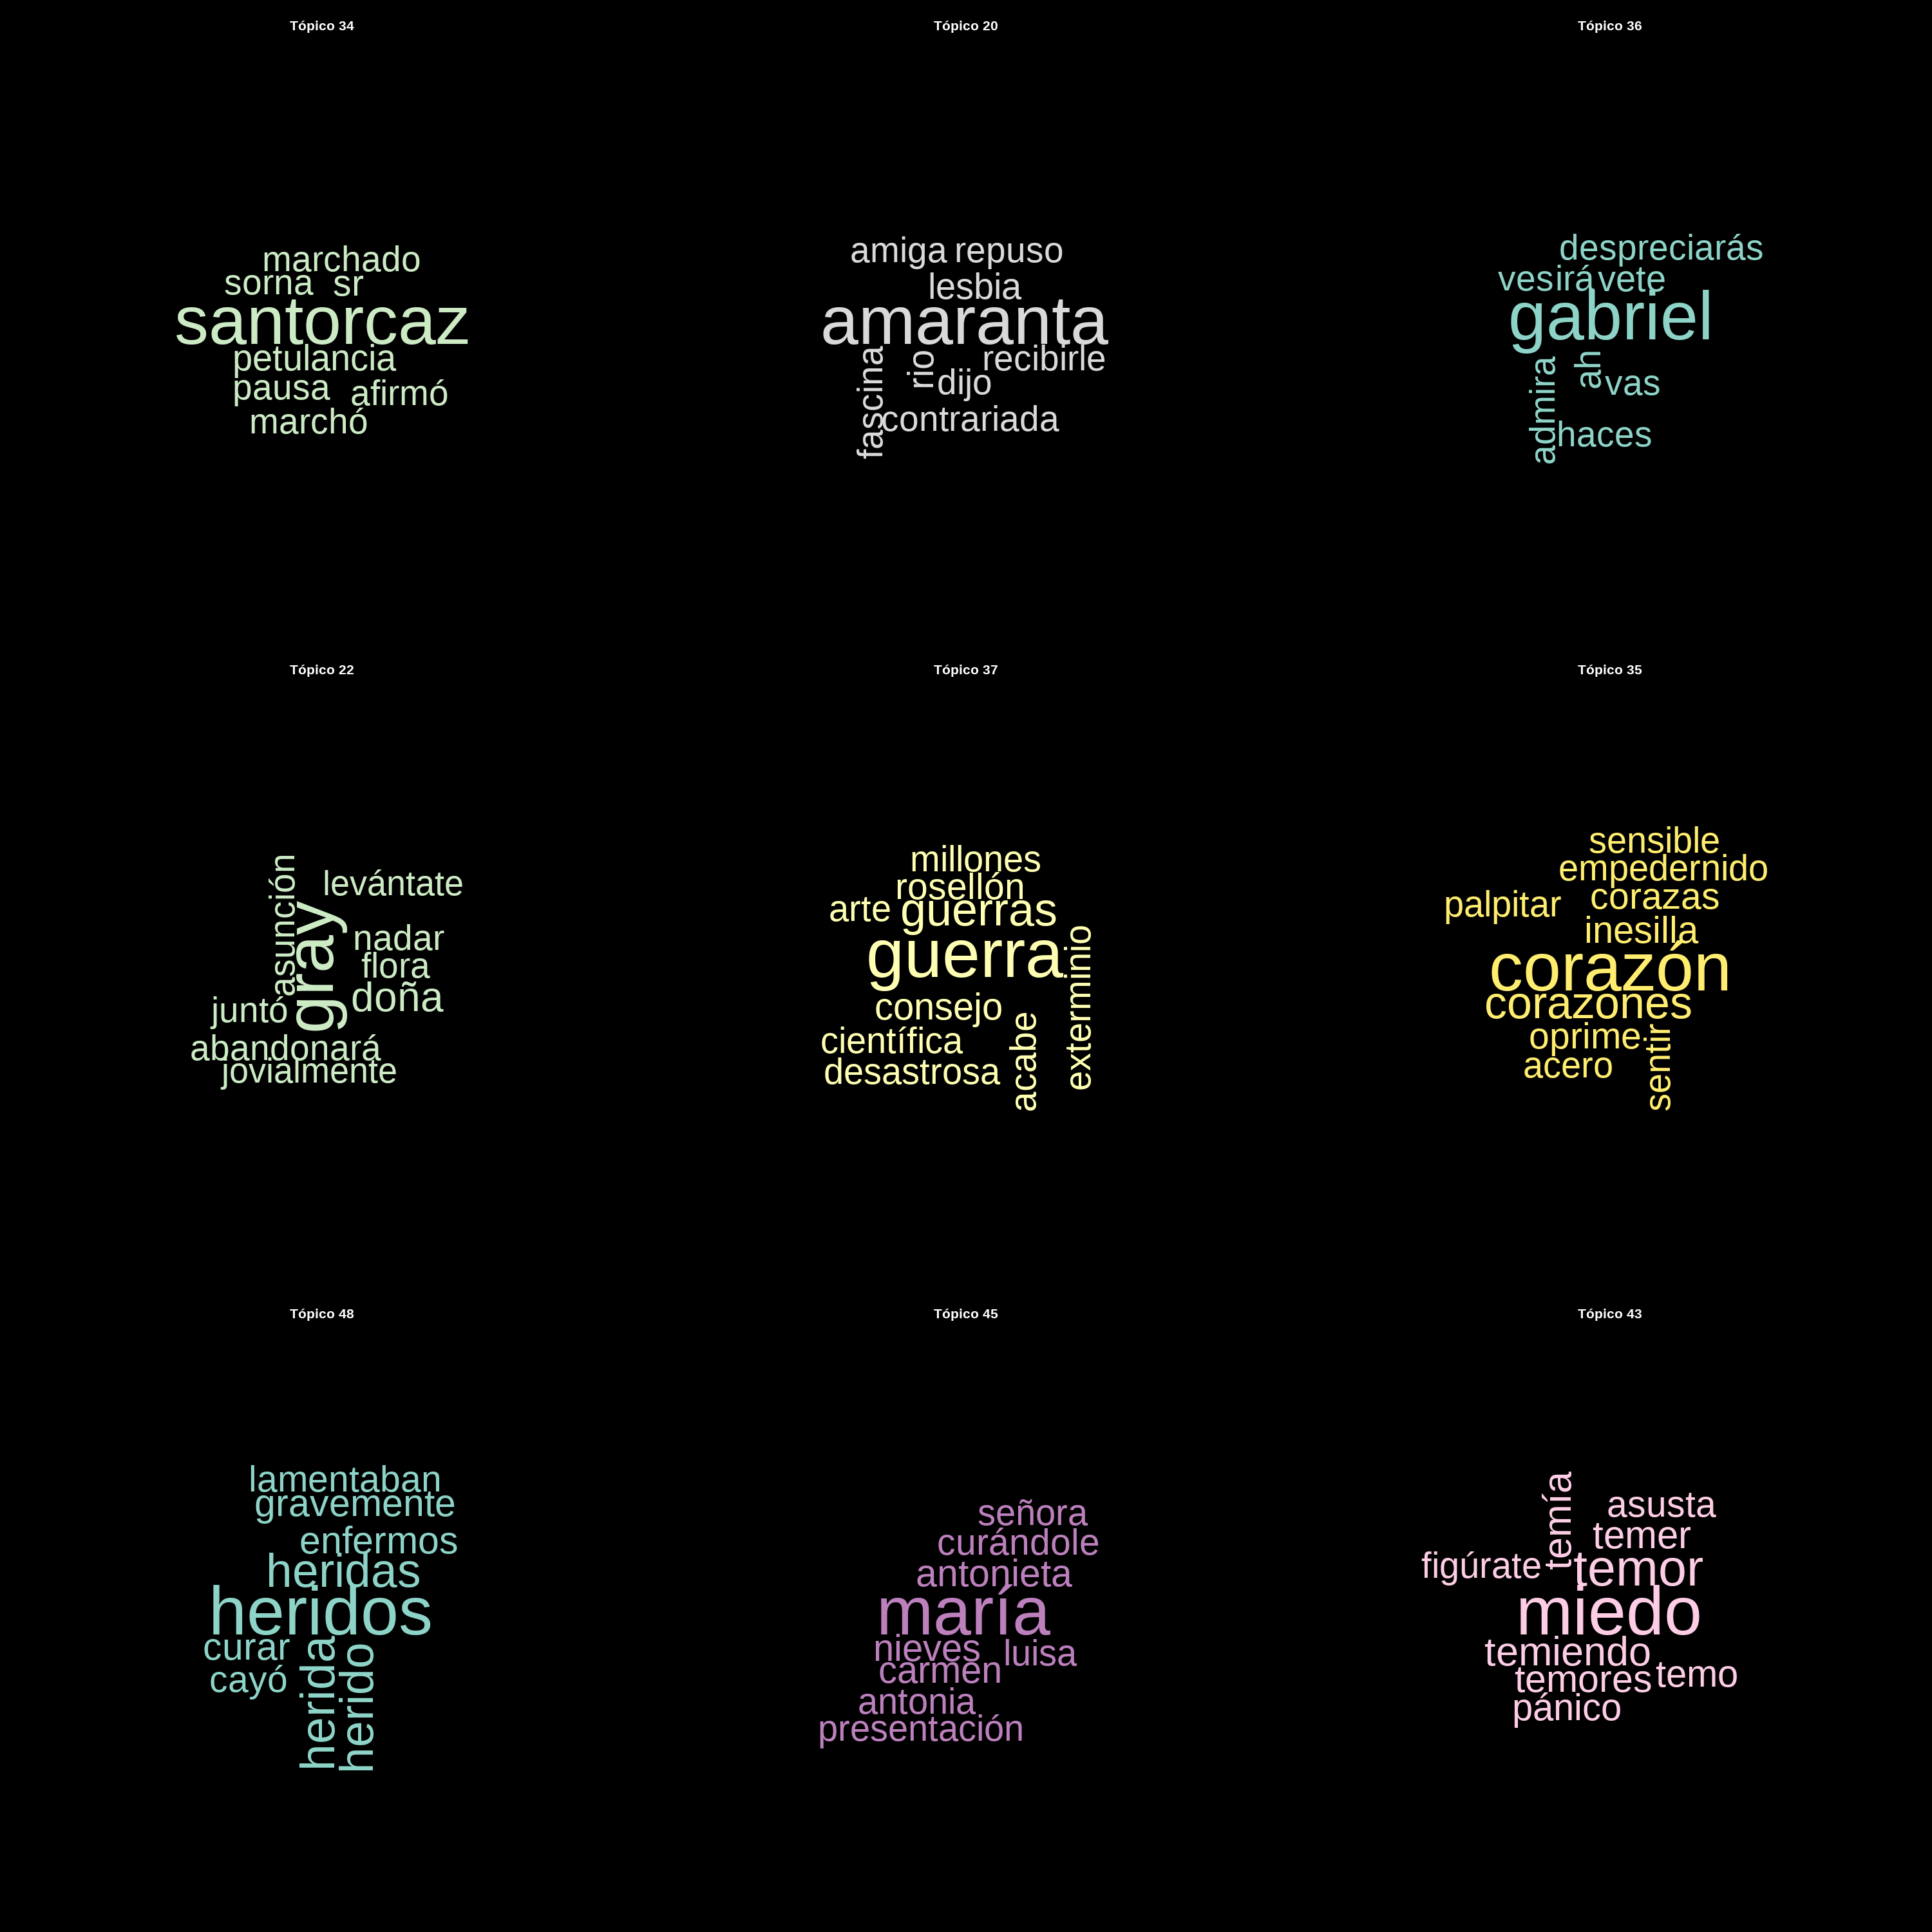 Tópico 34
marchado
sorna sr
santorcaz
petulancia
pausa afirmó
marchó
Tópico 20
amiga repuso
lesbia
amaranta
fascina rio recibirle
dijo
contrariada
Tópico 36
despreciarás
ves irá vete
gabriel
admira ah vas
haces
Tópico 22
asunción levántate
gray
nadar
flora
juntó doña
abandonará
jovialmente
Tópico 37
millones
rosellón
arte guerras
guerra
exterminio
consejo
científica acabe
desastrosa
Tópico 35
sensible
empedernido
palpitar corazas
inesilla
corazón
corazones
oprime sentir
acero
Tópico 48
lamentaban
gravemente
enfermos
heridas
heridos
curar
cayó herida herido
Tópico 45
señora
curándole
antonieta
maría
nieves luisa
carmen
antonia
presentación
Tópico 43
temía asusta
temer
figúrate temor
miedo
temiendo
temores temo
pánico